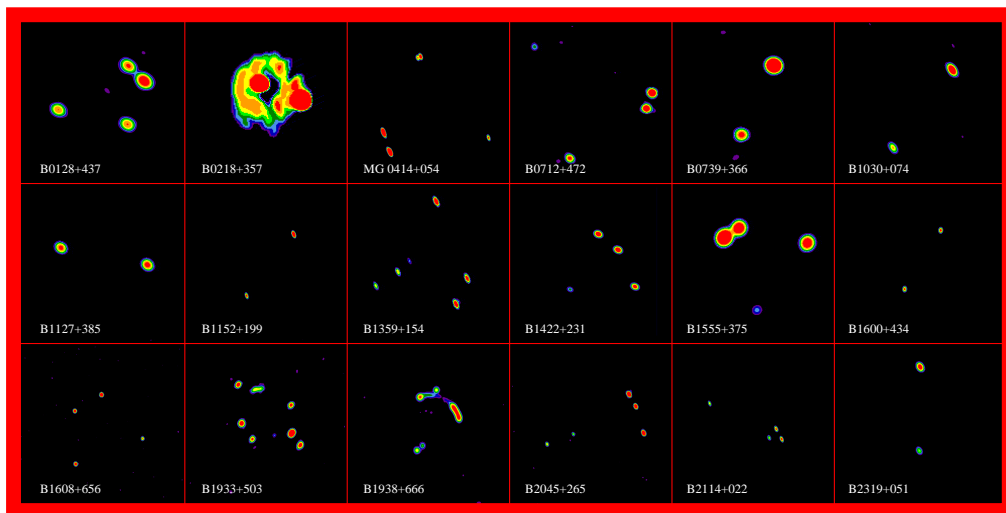 B0128+437
B0218+357
MG 0414+054
B0712+472
B0739+366
B1030+074
B1127+385
B1152+199
B1359+154
B1422+231
B1555+375
B1600+434
B1608+656
B1933+503
B1938+666
B2045+265
B2114+022
B2319+051